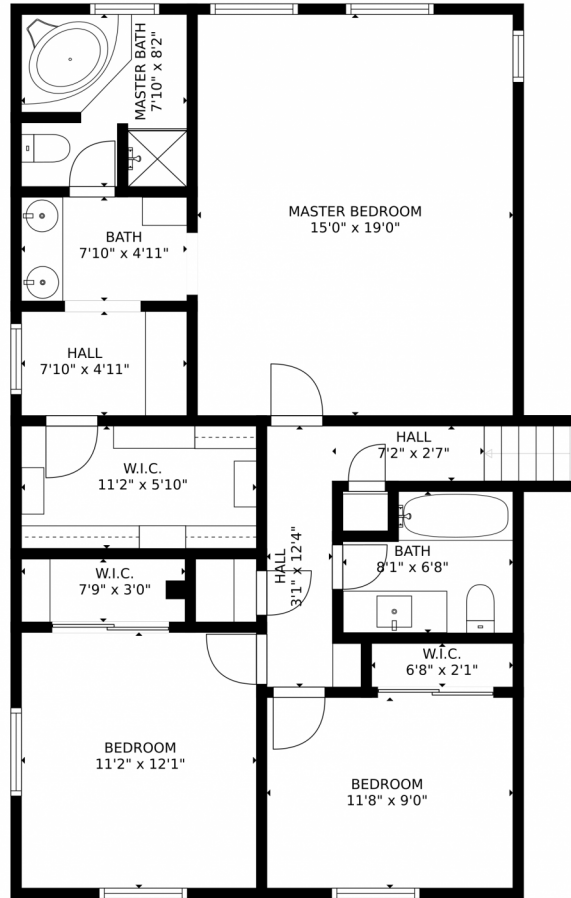 MASTER BATH
7'10" x 8'2"
MASTER BEDROOM
15'0" x 19'0"
BATH
7'10" x 4'11"
HALL
7'10" x 4'11"
HALL
7'2" x 2'7"
W.I.C.
11'2" x 5'10"
HALL
3'1" x 12'4"
BATH
8'1" x 6'8"
W.I.C.
7'9" x 3'0"
W.I.C.
6'8" x 2'1"
BEDROOM
11'2" x 12'1"
BEDROOM
11'8" x 9'0"